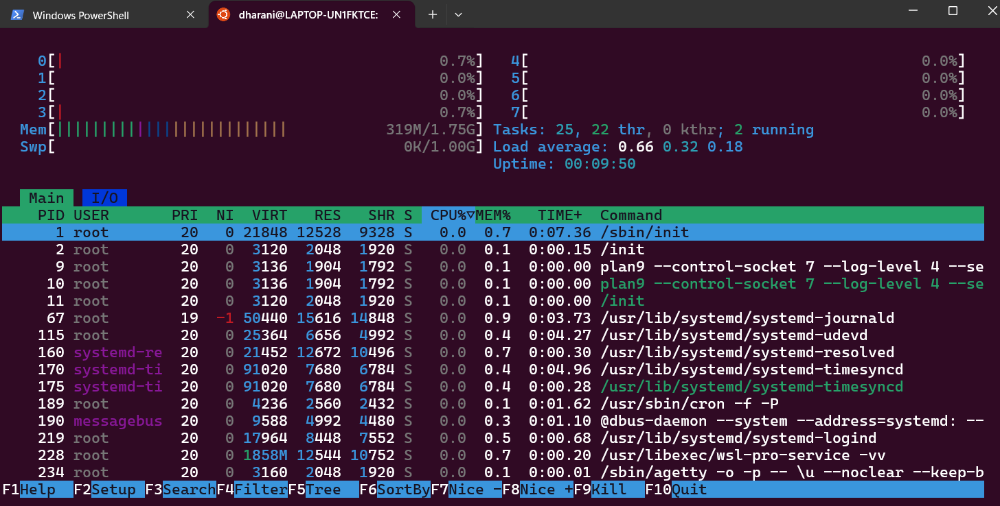 Windows PowerShell dharani@LAPTOP-UN1FKTCE:
0[| 0.7%] 4[ 0.0%]
1[ 0.0%] 5[ 0.0%]
2[ 0.0%] 6[ 0.0%]
3[| 0.7%] 7[ 0.0%]
Mem[|||||||||||||||||||||||||| 319M/1.75G] Tasks: 25, 22 thr, 0 kthr; 2 running
Swp[ 0K/1.00G] Load average: 0.66 0.32 0.18
Uptime: 00:09:50
Main I/O
PID USER PRI NI VIRT RES SHR S CPU%▽MEM% TIME+ Command
1 root 20 0 21848 12528 9328 S 0.0 0.7 0:07.36 /sbin/init
2 root 20 0 3120 2048 1920 S 0.0 0.1 0:00.15 /init
9 root 20 0 3136 1904 1792 S 0.0 0.1 0:00.00 plan9 --control-socket 7 --log-level 4 --se
10 root 20 0 3136 1904 1792 S 0.0 0.1 0:00.00 plan9 --control-socket 7 --log-level 4 --se
11 root 20 0 3120 2048 1920 S 0.0 0.1 0:00.00 /init
67 root 19 -1 50440 15616 14848 S 0.0 0.9 0:03.73 /usr/lib/systemd/systemd-journald
115 root 20 0 25364 6656 4992 S 0.0 0.4 0:04.27 /usr/lib/systemd/systemd-udevd
160 systemd-re 20 0 21452 12672 10496 S 0.0 0.7 0:00.30 /usr/lib/systemd/systemd-resolved
170 systemd-ti 20 0 91020 7680 6784 S 0.0 0.4 0:04.96 /usr/lib/systemd/systemd-timesyncd
175 systemd-ti 20 0 91020 7680 6784 S 0.0 0.4 0:00.28 /usr/lib/systemd/systemd-timesyncd
189 root 20 0 4236 2560 2432 S 0.0 0.1 0:01.62 /usr/sbin/cron -f -P
190 messagebus 20 0 9588 4992 4480 S 0.0 0.3 0:01.10 @dbus-daemon --system --address=systemd: --
219 root 20 0 17964 8448 7552 S 0.0 0.5 0:00.68 /usr/lib/systemd/systemd-logind
228 root 20 0 1858M 12544 10752 S 0.0 0.7 0:00.20 /usr/libexec/wsl-pro-service -vv
234 root 20 0 3160 2048 1920 S 0.0 0.1 0:00.01 /sbin/agetty -o -p -- \u --noclear --keep-b
F1Help F2Setup F3SearchF4FilterF5Tree F6SortByF7Nice -F8Nice +F9Kill F10Quit